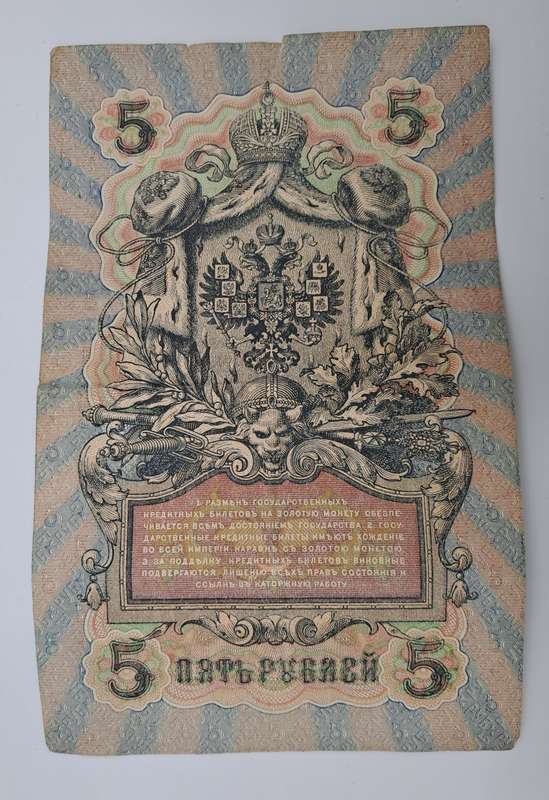 5 5
1. РАЗМѢНЪ ГОСУДАРСТВЕННЫХЪ
КРЕДИТНЫХЪ БИЛЕТОВЪ НА ЗОЛОТУЮ МОНЕТУ ОБЕЗПЕ-
ЧИВАЕТСЯ ВСѢМЪ ДОСТОЯНІЕМЪ ГОСУДАРСТВА. 2. ГОСУ-
ДАРСТВЕННЫЕ КРЕДИТНЫЕ БИЛЕТЫ ИМѢЮТЪ ХОЖДЕНІЕ
ВО ВСЕЙ ИМПЕРІИ НАРАВНѢ СЪ ЗОЛОТОЮ МОНЕТОЮ.
3. ЗА ПОДДѢЛКУ КРЕДИТНЫХЪ БИЛЕТОВЪ ВИНОВНЫЕ
ПОДВЕРГАЮТСЯ ЛИШЕНІЮ ВСѢХЪ ПРАВЪ СОСТОЯНІЯ И
ССЫЛКѢ ВЪ КАТОРЖНУЮ РАБОТУ
5 ПЯТЬ РУБЛЕЙ 5